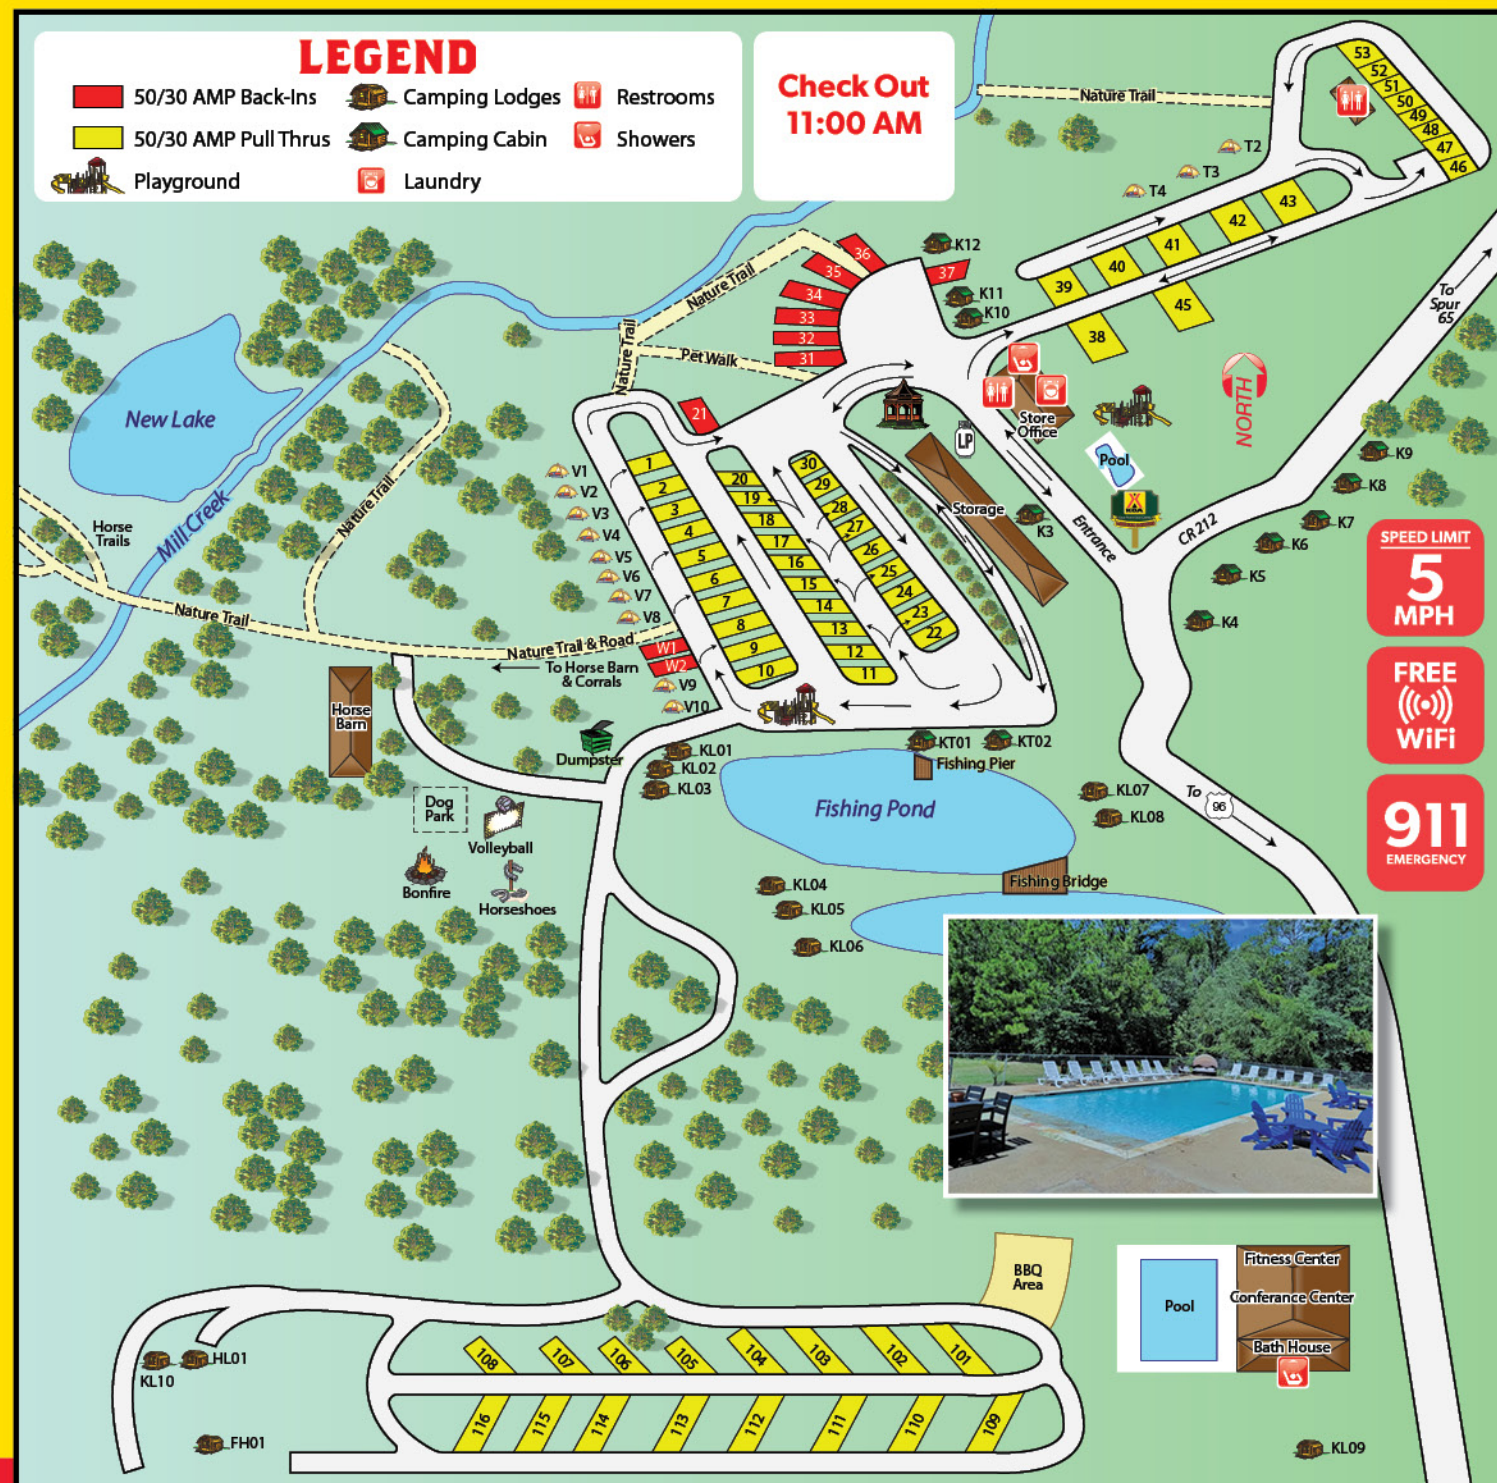 LEGEND
50/30 AMP Back-Ins
Camping Lodges
Restrooms
50/30 AMP Pull Thrus
Camping Cabin
Showers
Playground
Laundry
Check Out
11:00 AM
Nature Trail
53
52
51
50
49
48
47
46
T2
T3
T4
43
42
41
40
39
45
38
K12
37
K11
K10
36
35
34
33
32
31
Nature Trail
Nature Trail
Pet Walk
To
Spur
65
NORTH
Store
Office
Pool
LP
Storage
K3
Entrance
CR 212
K9
K8
K7
K6
K5
K4
SPEED LIMIT
5
MPH
FREE
WiFi
911
EMERGENCY
New Lake
Mill Creek
Horse
Trails
Nature Trail
Nature Trail
Nature Trail & Road
To Horse Barn
& Corrals
21
V1
V2
V3
V4
V5
V6
V7
V8
W1
W2
V9
V10
1
2
3
4
5
6
7
8
9
10
20
19
18
17
16
15
14
13
12
11
30
29
28
27
26
25
24
23
22
Horse
Barn
Dumpster
Dog
Park
Volleyball
Bonfire
Horseshoes
KL01
KL02
KL03
KT01
KT02
Fishing Pier
Fishing Pond
KL07
KL08
To
96
Fishing Bridge
KL04
KL05
KL06
BBQ
Area
Pool
Fitness Center
Conferance Center
Bath House
KL09
HL01
KL10
FH01
108
107
106
105
104
103
102
101
116
115
114
113
112
111
110
109